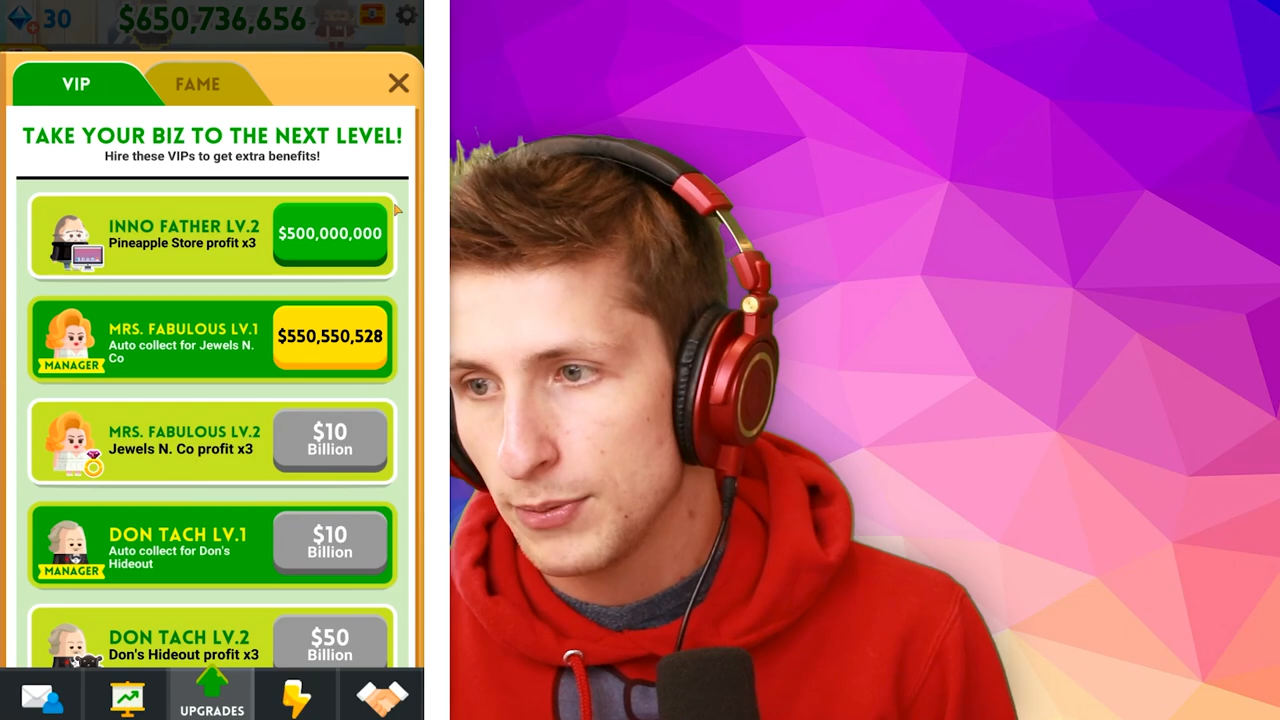 30
$650,736,656
VIP
FAME
TAKE YOUR BIZ TO THE NEXT LEVEL!
Hire these VIPs to get extra benefits!
INNO FATHER LV.2
Pineapple Store profit x3
$500,000,000
MRS. FABULOUS LV.1
Auto collect for Jewels N.
Co
MANAGER
$550,550,528
MRS. FABULOUS LV.2
Jewels N. Co profit x3
$10
Billion
DON TACH LV.1
Auto collect for Don's
Hideout
MANAGER
$10
Billion
DON TACH LV.2
Don's Hideout profit x3
$50
Billion
UPGRADES